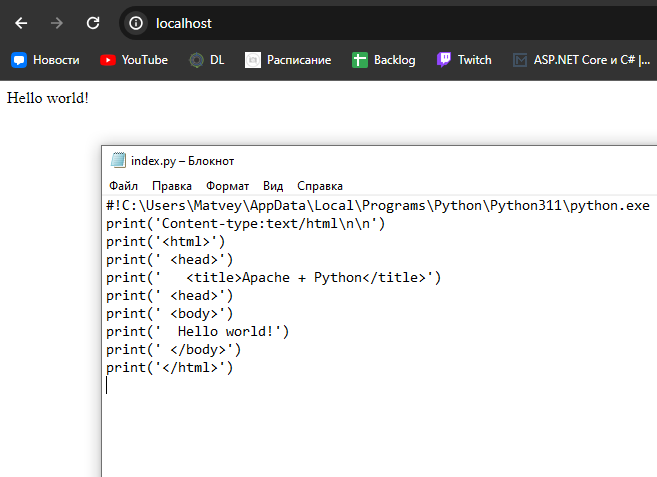 localhost
Новости YouTube DL Расписание Backlog Twitch ASP.NET Core и C# |...
Hello world!
index.py – Блокнот
Файл Правка Формат Вид Справка
#!C:\Users\Matvey\AppData\Local\Programs\Python\Python311\python.exe
print('Content-type:text/html\n\n')
print('<html>')
print(' <head>')
print('   <title>Apache + Python</title>')
print(' <head>')
print(' <body>')
print('  Hello world!')
print(' </body>')
print('</html>')